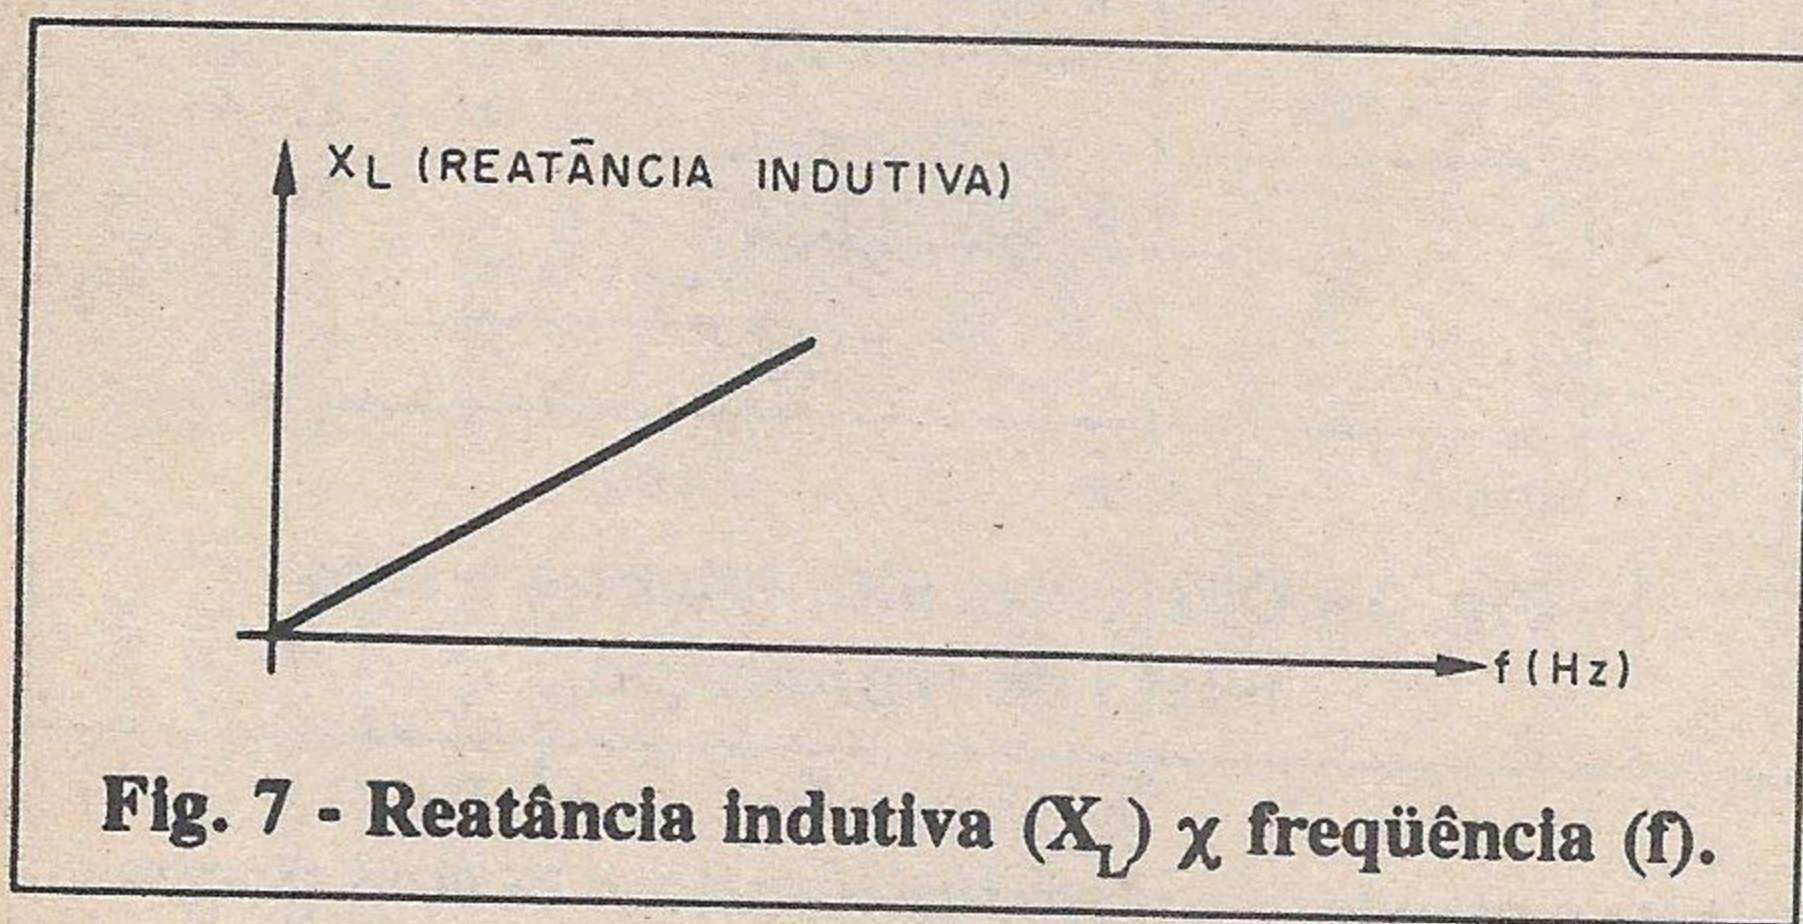 XL (REATÂNCIA INDUTIVA)
f (Hz)
Fig. 7 - Reatância indutiva (XL) χ freqüência (f).